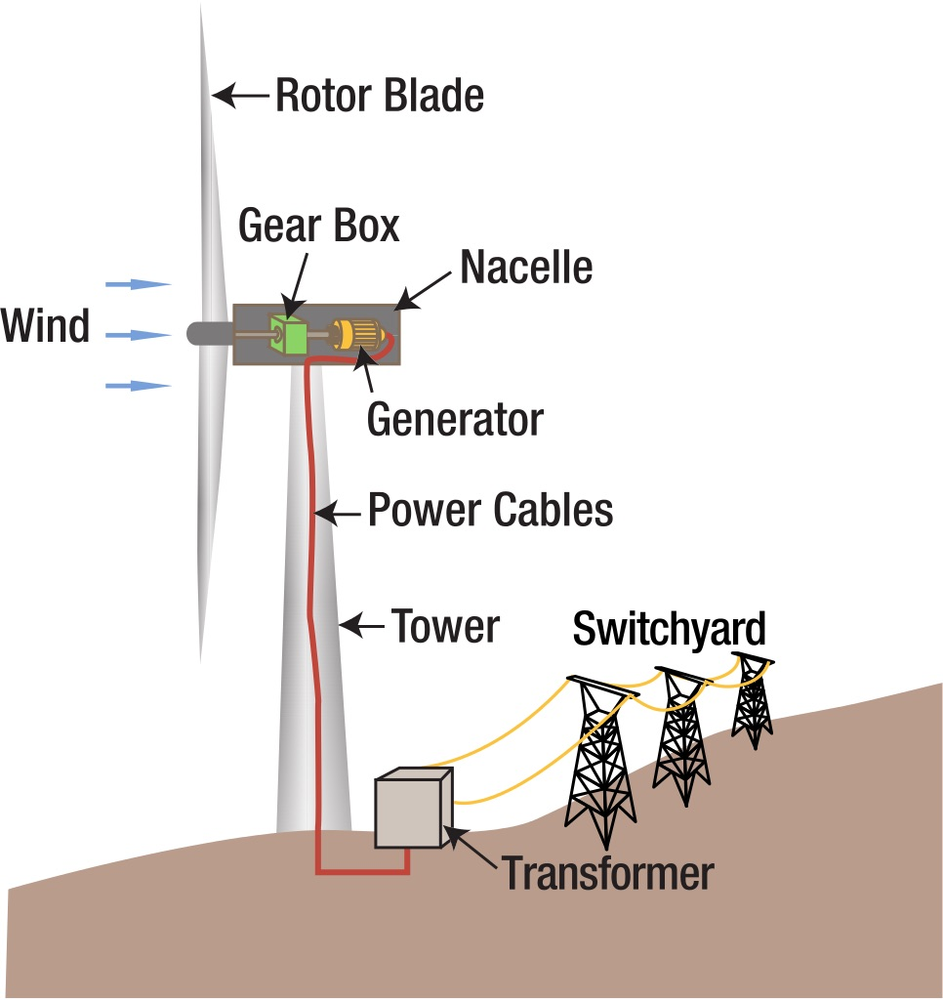 Rotor Blade
Gear Box
Nacelle
Wind
Generator
Power Cables
Tower
Switchyard
Transformer